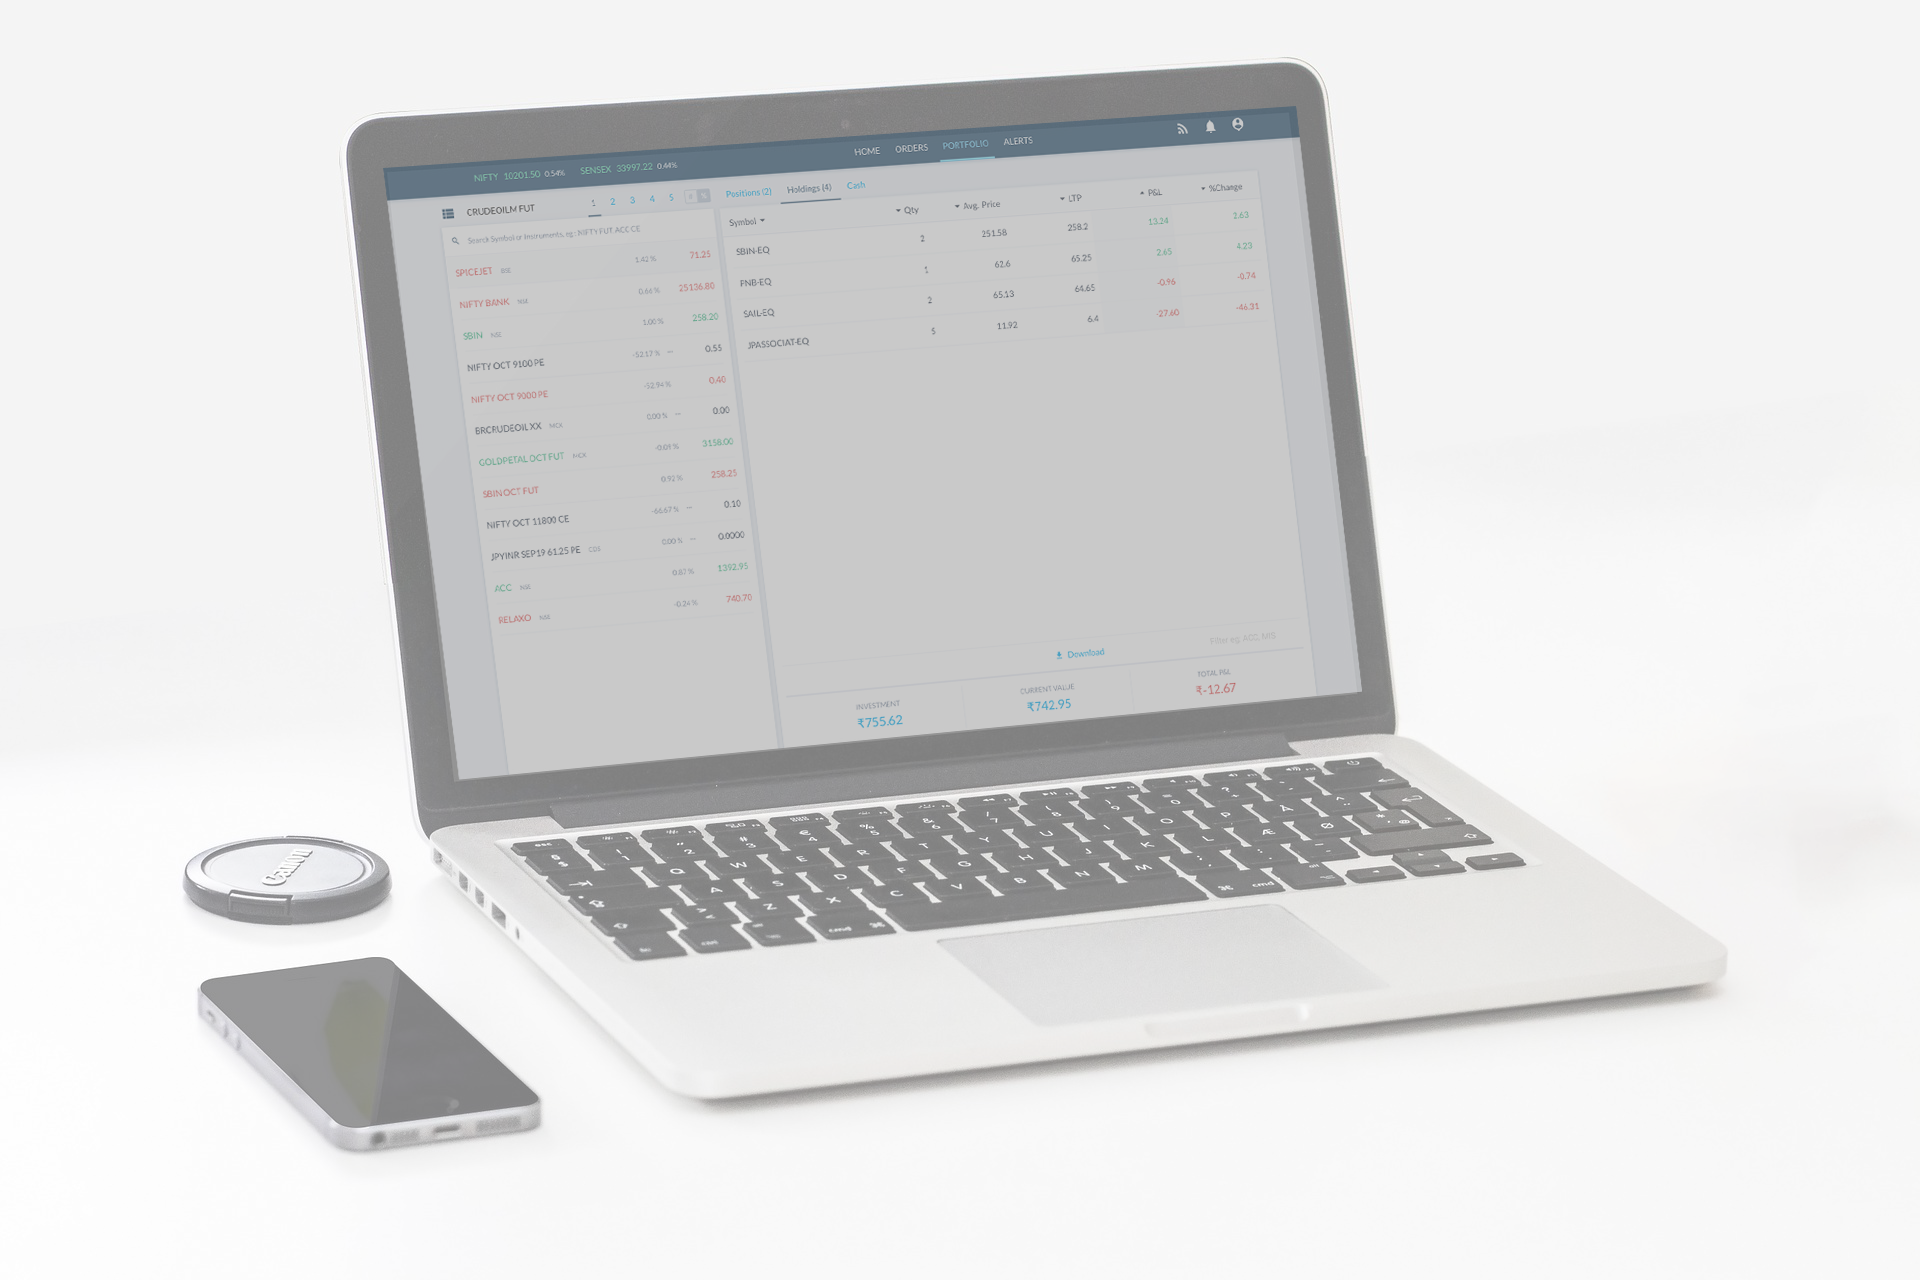 NIFTY 10201.50 0.54% SENSEX 33997.22 0.44% HOME ORDERS PORTFOLIO ALERTS
CRUDEOILM FUT 1 2 3 4 5
Search Symbol or Instruments, eg : NIFTY FUT ACC CE
SPICEJET BSE 1.42 % 71.25
NIFTY BANK NSE 0.66 % 25136.80
SBIN NSE 1.00 % 258.20
NIFTY OCT 9100 PE -52.17 % -- 0.55
NIFTY OCT 9000 PE -52.94 % 0.40
BRCRUDEOIL XX MCX 0.00 % -- 0.00
GOLDPETAL OCT FUT MCX -0.09 % 3158.00
SBIN OCT FUT 0.92 % 258.25
NIFTY OCT 11800 CE -66.67 % -- 0.10
JPYINR SEP19 61.25 PE CDS 0.00 % -- 0.0000
ACC NSE 0.87 % 1392.95
RELAXO NSE -0.24 % 740.70
Positions (2) Holdings (4) Cash
Symbol Qty Avg. Price LTP P&L %Change
SBIN-EQ 2 251.58 258.2 13.24 2.63
PNB-EQ 1 62.6 65.25 2.65 4.23
SAIL-EQ 2 65.13 64.65 -0.96 -0.74
JPASSOCIAT-EQ 5 11.92 6.4 -27.60 -46.31
Download Filter eg. ACC, MIS
INVESTMENT CURRENT VALUE TOTAL P&L
₹755.62 ₹742.95 ₹-12.67
Canon
Q W E R T Y U I O P Å
A S D F G H J K L Æ Ø
Z X C V B N M
cmd cmd